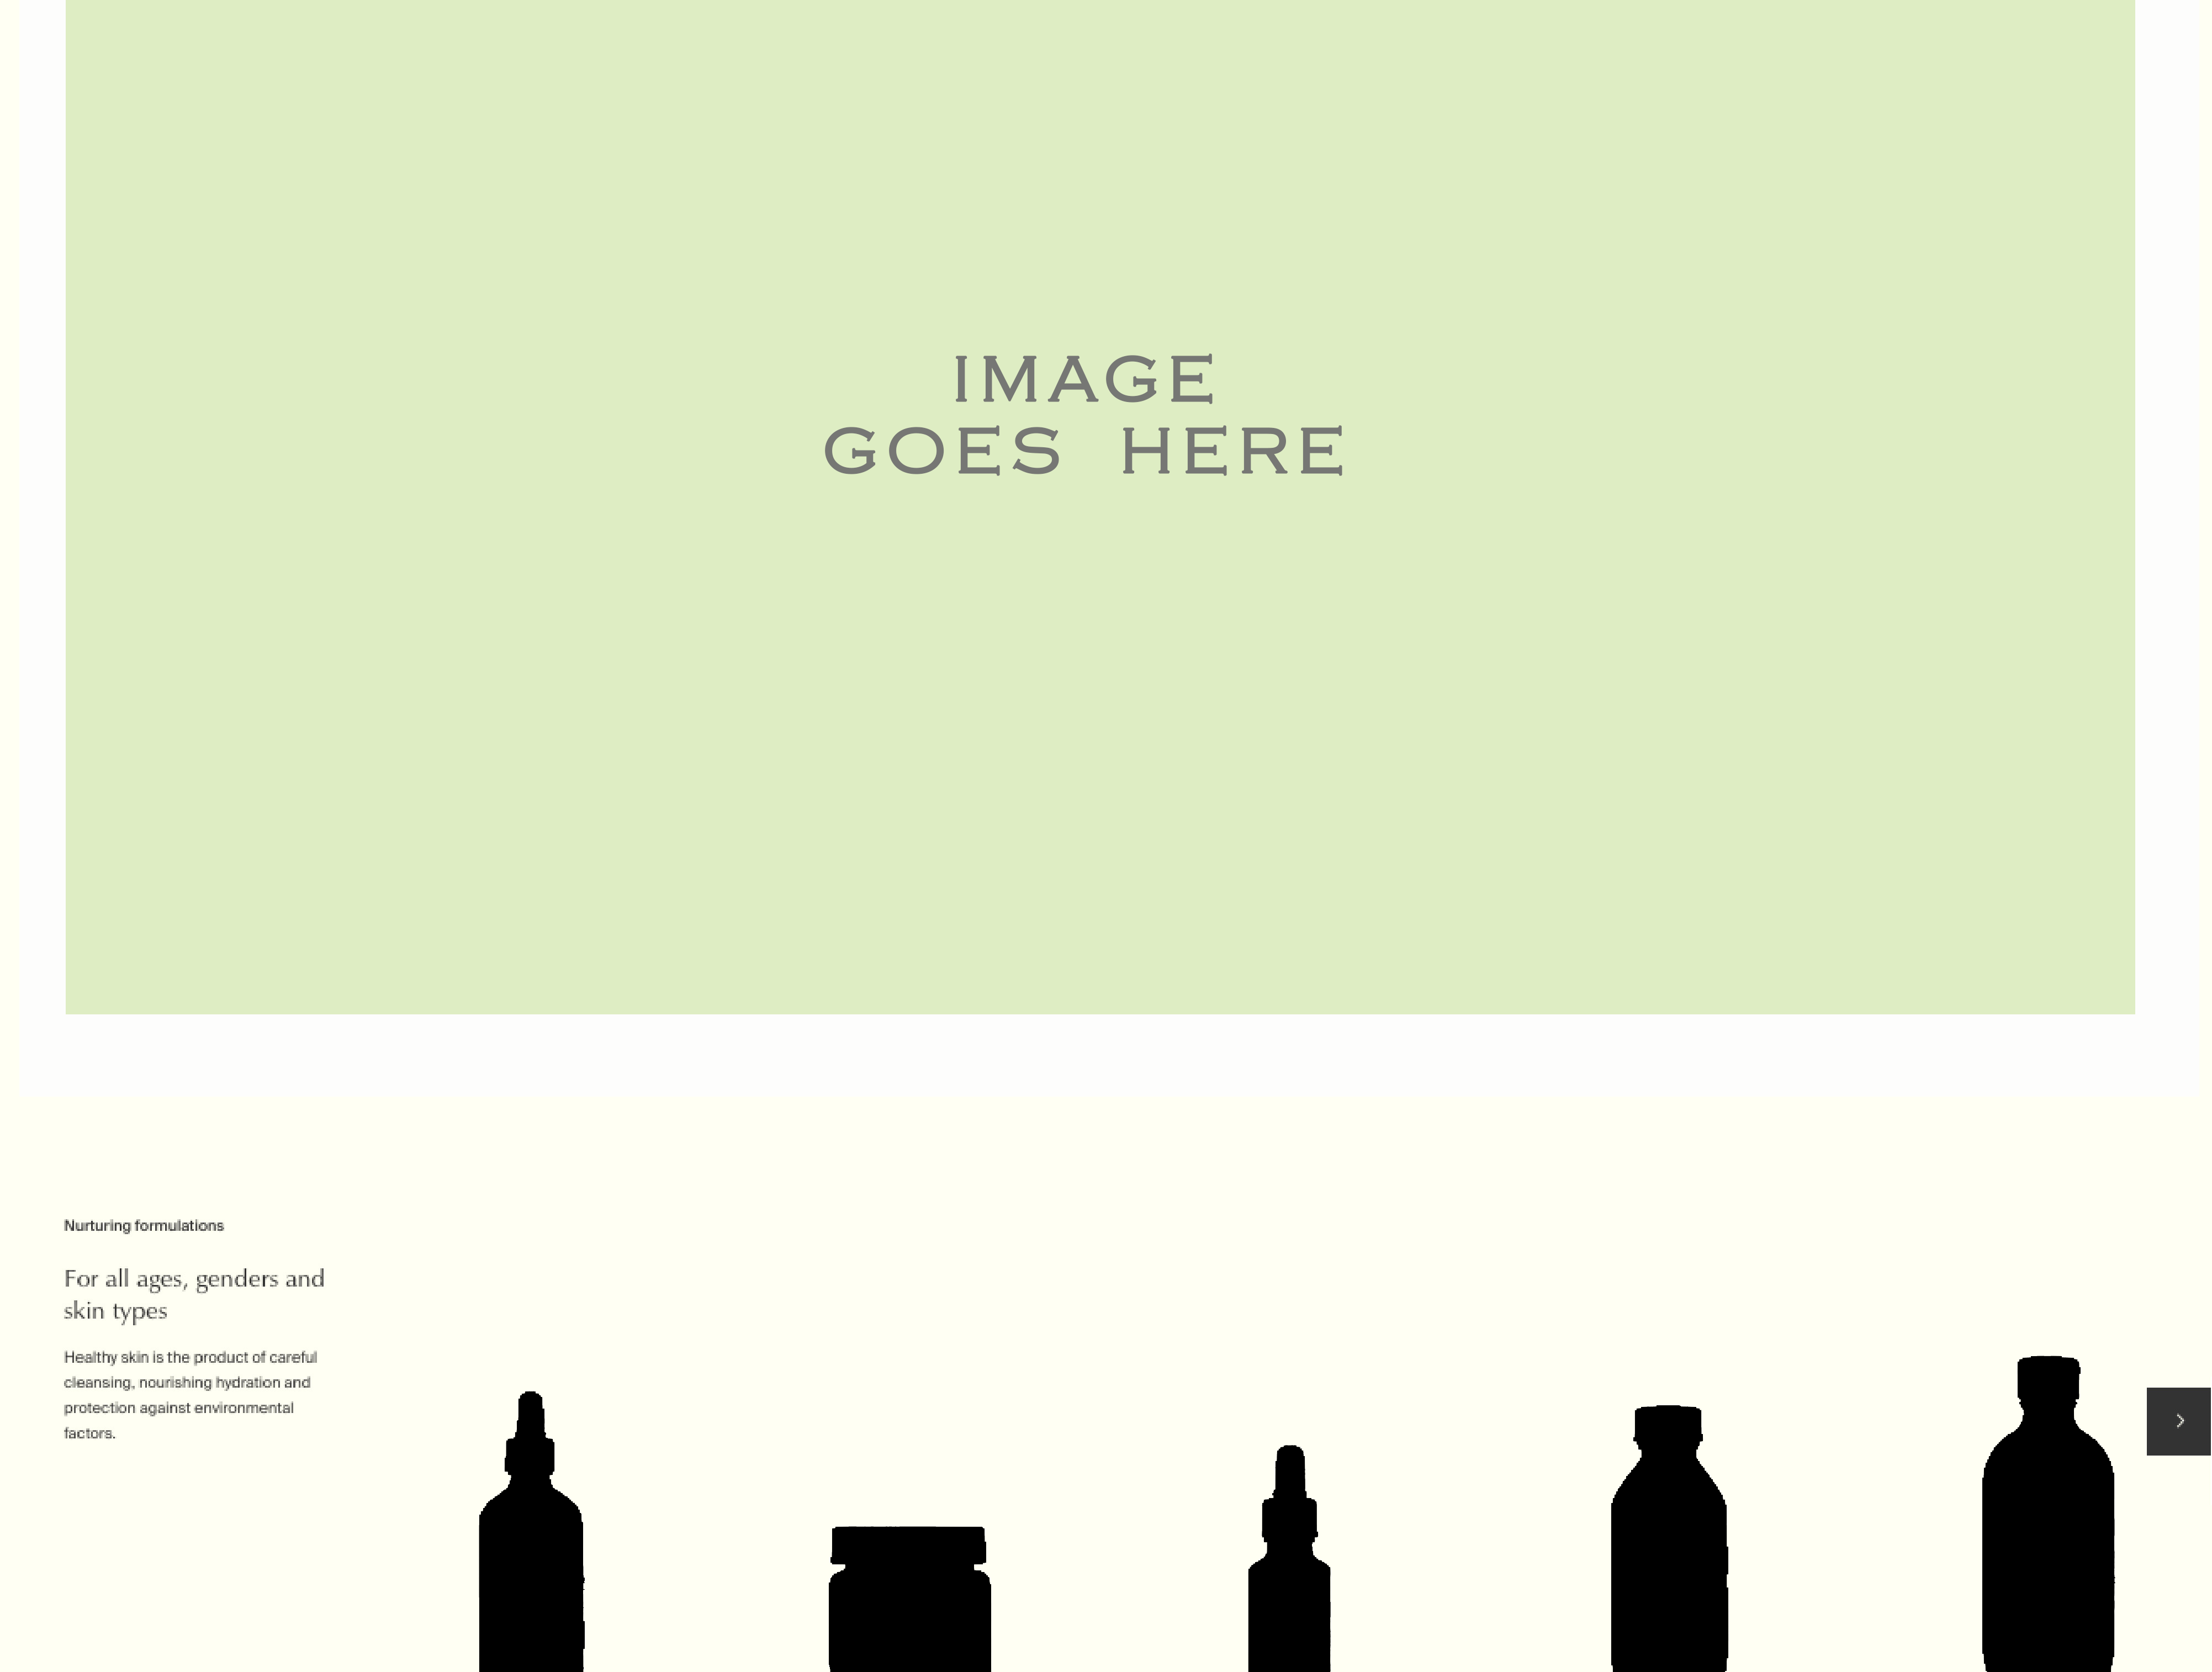 IMAGE
GOES HERE
Nurturing formulations
For all ages, genders and
skin types
Healthy skin is the product of careful
cleansing, nourishing hydration and
protection against environmental
factors.